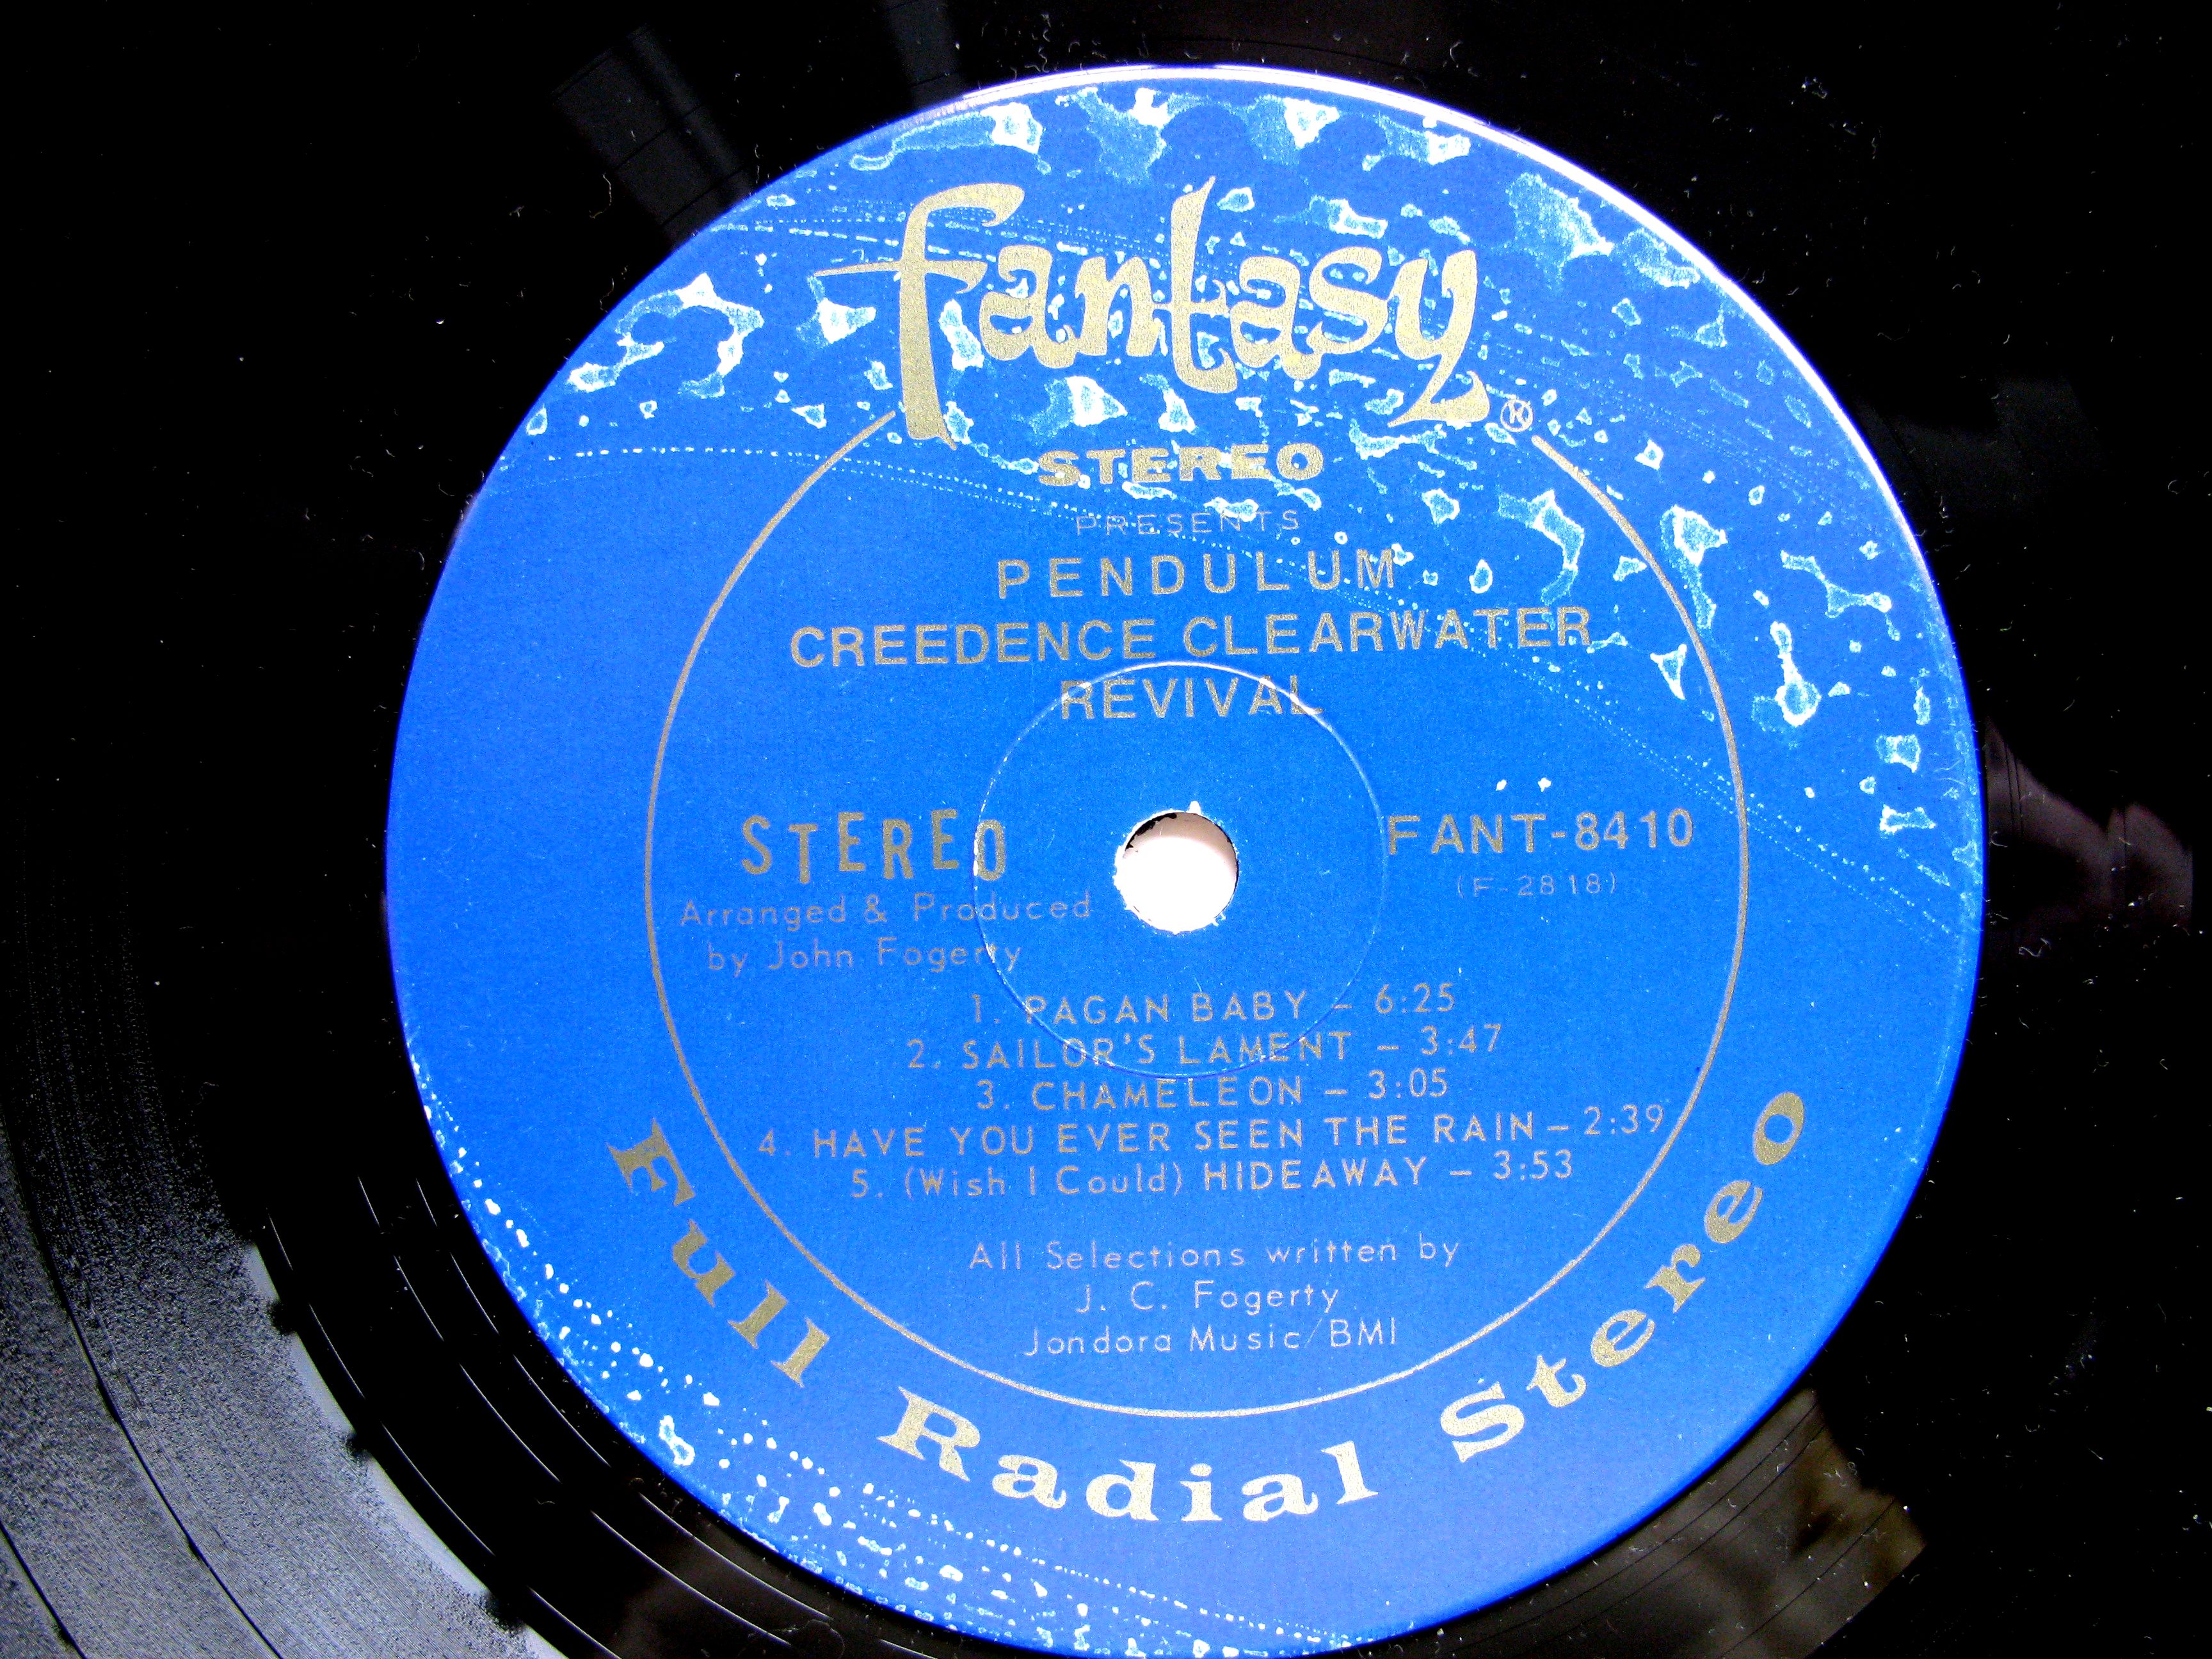 fantasy®
STEREO
PRESENTS
PENDULUM
CREEDENCE CLEARWATER
REVIVAL
STEREO
FANT-8410
(F-2818)
Arranged & Produced
by John Fogerty
1. PAGAN BABY – 6:25
2. SAILOR'S LAMENT – 3:47
3. CHAMELEON – 3:05
4. HAVE YOU EVER SEEN THE RAIN – 2:39
5. (Wish I Could) HIDEAWAY – 3:53
All Selections written by
J. C. Fogerty
Jondora Music/BMI
Full Radial Stereo